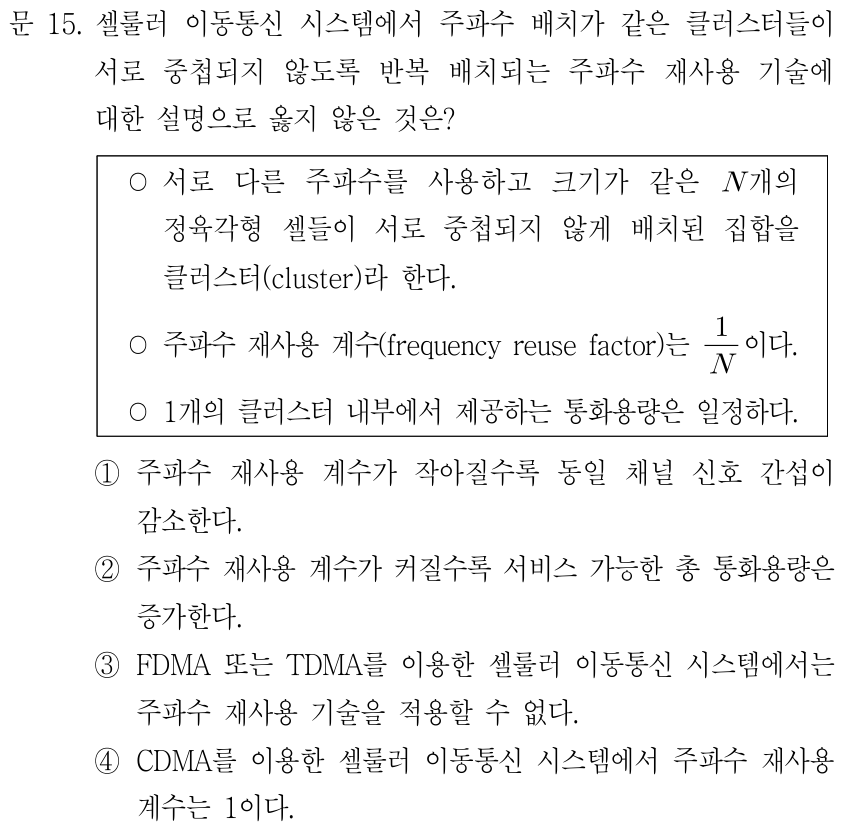 문 15. 셀룰러 이동통신 시스템에서 주파수 배치가 같은 클러스터들이
서로 중첩되지 않도록 반복 배치되는 주파수 재사용 기술에
대한 설명으로 옳지 않은 것은?
○ 서로 다른 주파수를 사용하고 크기가 같은 N개의
정육각형 셀들이 서로 중첩되지 않게 배치된 집합을
클러스터(cluster)라 한다.
○ 주파수 재사용 계수(frequency reuse factor)는 1/N 이다.
○ 1개의 클러스터 내부에서 제공하는 통화용량은 일정하다.
① 주파수 재사용 계수가 작아질수록 동일 채널 신호 간섭이
감소한다.
② 주파수 재사용 계수가 커질수록 서비스 가능한 총 통화용량은
증가한다.
③ FDMA 또는 TDMA를 이용한 셀룰러 이동통신 시스템에서는
주파수 재사용 기술을 적용할 수 없다.
④ CDMA를 이용한 셀룰러 이동통신 시스템에서 주파수 재사용
계수는 1이다.